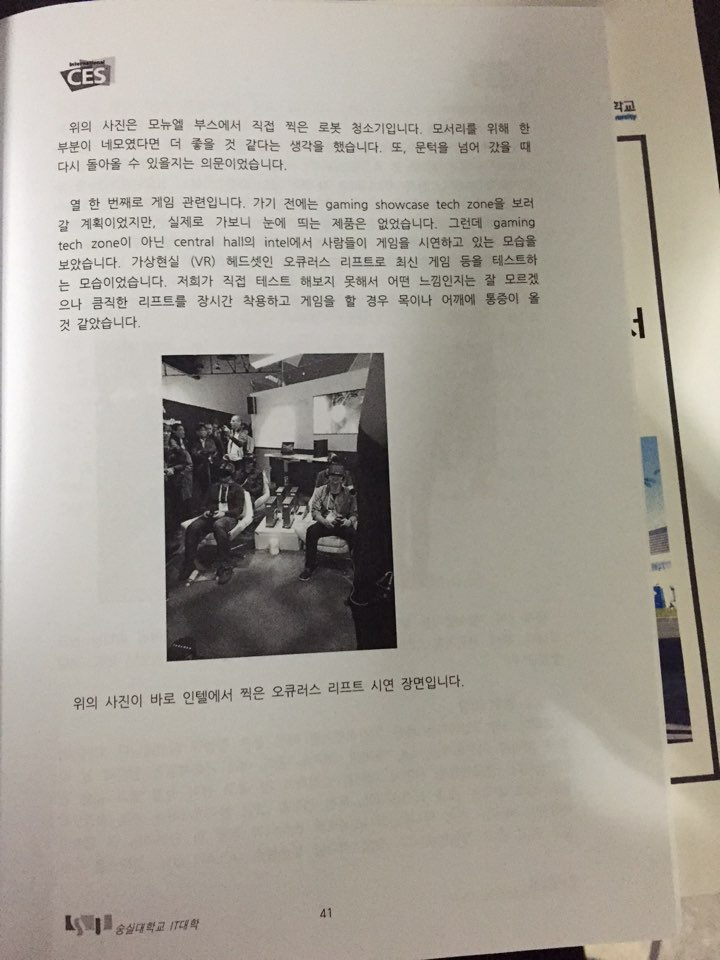 International
CES
위의 사진은 모뉴엘 부스에서 직접 찍은 로봇 청소기입니다. 모서리를 위해 한
부분이 네모였다면 더 좋을 것 같다는 생각을 했습니다. 또, 문턱을 넘어 갔을 때
다시 돌아올 수 있을지는 의문이었습니다.
열 한 번째로 게임 관련입니다. 가기 전에는 gaming showcase tech zone을 보러
갈 계획이었지만, 실제로 가보니 눈에 띄는 제품은 없었습니다. 그런데 gaming
tech zone이 아닌 central hall의 intel에서 사람들이 게임을 시연하고 있는 모습을
보았습니다. 가상현실 (VR) 헤드셋인 오큐러스 리프트로 최신 게임 등을 테스트하
는 모습이었습니다. 저희가 직접 테스트 해보지 못해서 어떤 느낌인지는 잘 모르겠
으나 큼직한 리프트를 장시간 착용하고 게임을 할 경우 목이나 어깨에 통증이 올
것 같았습니다.
위의 사진이 바로 인텔에서 찍은 오큐러스 리프트 시연 장면입니다.
41
숭실대학교 IT대학
학교
서